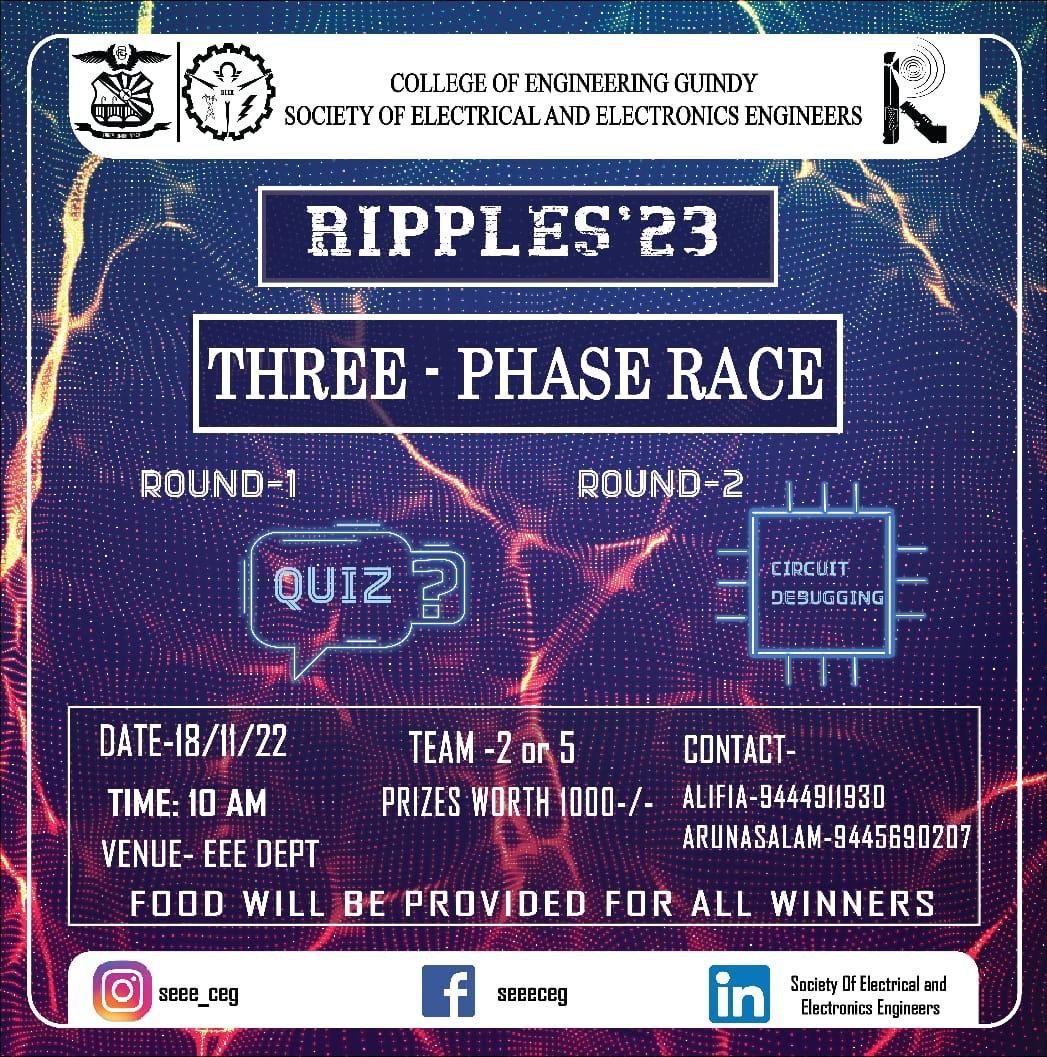 COLLEGE OF ENGINEERING GUINDY
SOCIETY OF ELECTRICAL AND ELECTRONICS ENGINEERS
RIPPLES'23
THREE - PHASE RACE
ROUND-1
QUIZ ?
ROUND-2
CIRCUIT
DEBUGGING
DATE-18/11/22
TIME: 10 AM
VENUE- EEE DEPT
TEAM -2 or 5
PRIZES WORTH 1000-/-
CONTACT-
ALIFIA-9444911930
ARUNASALAM-9445690207
FOOD WILL BE PROVIDED FOR ALL WINNERS
seee_ceg
seeeceg
in
Society Of Electrical and
Electronics Engineers